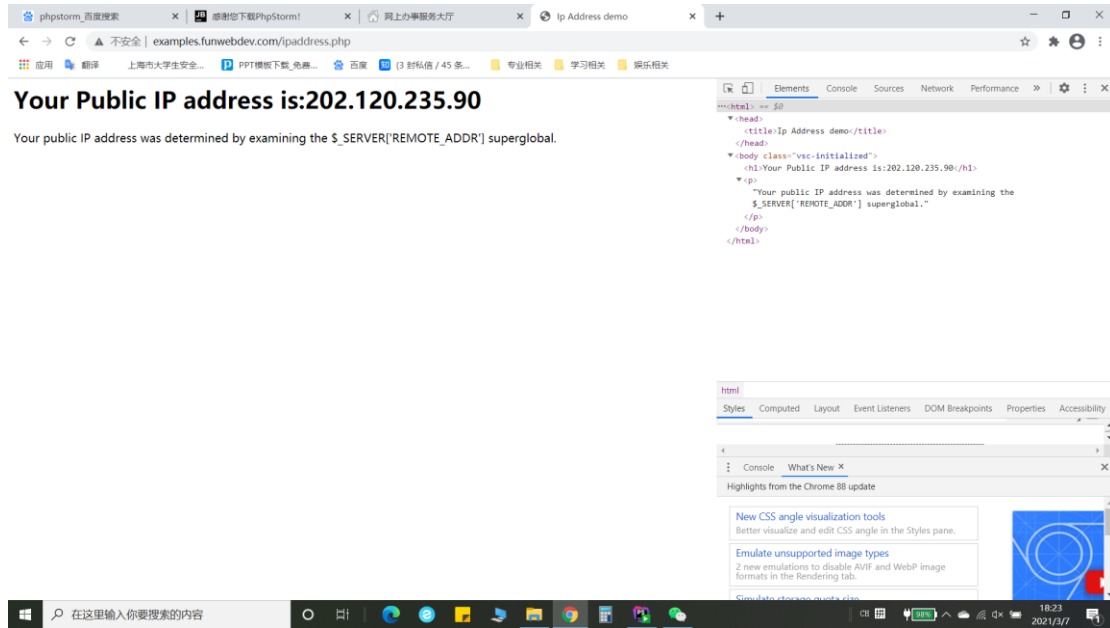 phpstorm_百度搜索
感谢您下载PhpStorm!
网上办事服务大厅
Ip Address demo
不安全 | examples.funwebdev.com/ipaddress.php
应用
翻译
上海市大学生安全...
PPT模板下载_免费...
百度
(3 封私信 / 45 条...
专业相关
学习相关
娱乐相关
Your Public IP address is:202.120.235.90
Your public IP address was determined by examining the $_SERVER['REMOTE_ADDR'] superglobal.
Elements Console Sources Network Performance »
<html> == $0
<head>
<title>Ip Address demo</title>
</head>
<body class="vsc-initialized">
<h1>Your Public IP address is:202.120.235.90</h1>
<p>
"Your public IP address was determined by examining the
$_SERVER['REMOTE_ADDR'] superglobal."
</p>
</body>
</html>
html
Styles Computed Layout Event Listeners DOM Breakpoints Properties Accessibility
Console What's New ×
Highlights from the Chrome 88 update
New CSS angle visualization tools
Better visualize and edit CSS angle in the Styles pane.
Emulate unsupported image types
2 new emulations to disable AVIF and WebP image
formats in the Rendering tab.
Simulate storage quota size
在这里输入你要搜索的内容
CH
98%
18:23
2021/3/7